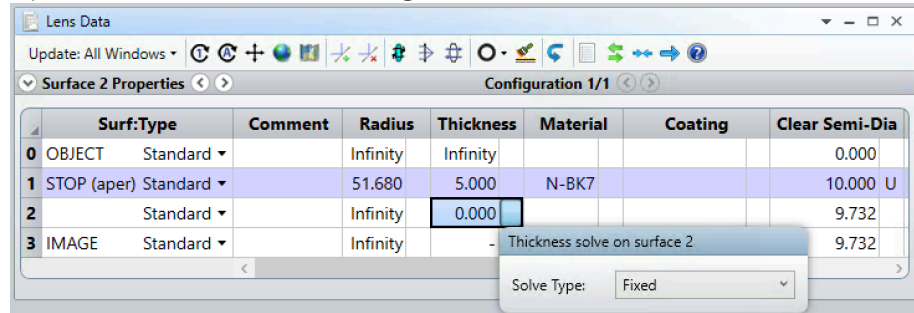 Lens Data
Update: All Windows
Surface 2 Properties Configuration 1/1
Surf:Type Comment Radius Thickness Material Coating Clear Semi-Dia
0 OBJECT Standard Infinity Infinity 0.000
1 STOP (aper) Standard 51.680 5.000 N-BK7 10.000 U
2 Standard Infinity 0.000 9.732
3 IMAGE Standard Infinity - 9.732
Thickness solve on surface 2
Solve Type: Fixed